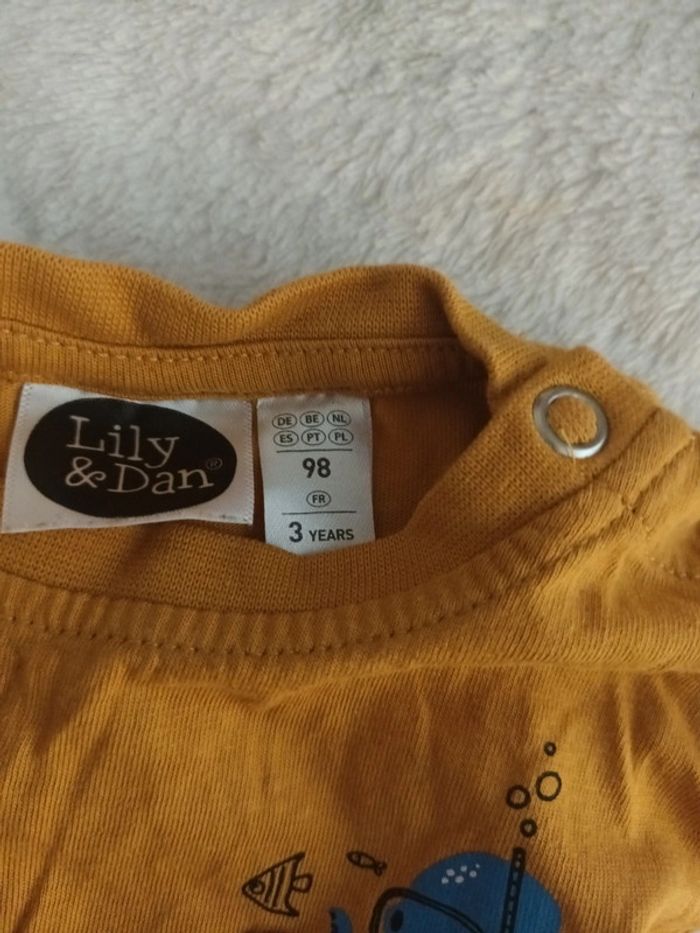 Lily
& Dan®
DE BE NL
ES PT PL
98
FR
3 YEARS